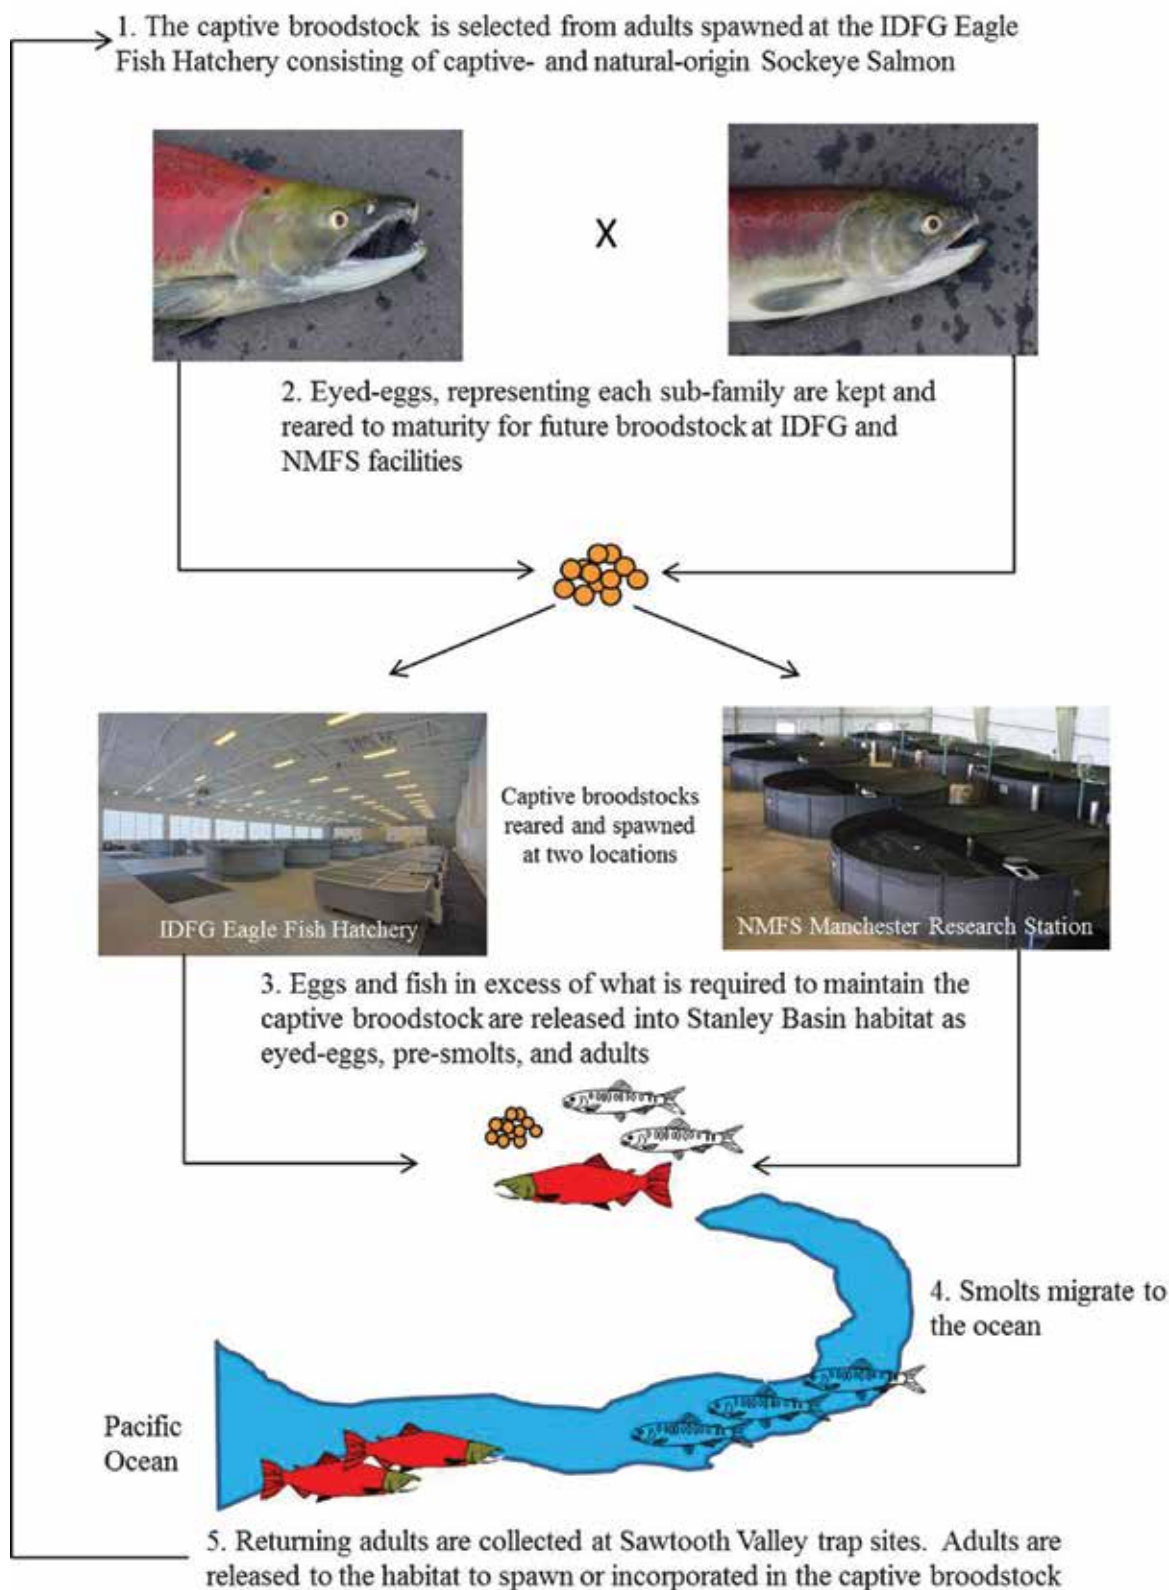 1. The captive broodstock is selected from adults spawned at the IDFG Eagle
Fish Hatchery consisting of captive- and natural-origin Sockeye Salmon
X
2. Eyed-eggs, representing each sub-family are kept and
reared to maturity for future broodstock at IDFG and
NMFS facilities
Captive broodstocks
reared and spawned
at two locations
IDFG Eagle Fish Hatchery
NMFS Manchester Research Station
3. Eggs and fish in excess of what is required to maintain the
captive broodstock are released into Stanley Basin habitat as
eyed-eggs, pre-smolts, and adults
4. Smolts migrate to
the ocean
Pacific
Ocean
5. Returning adults are collected at Sawtooth Valley trap sites. Adults are
released to the habitat to spawn or incorporated in the captive broodstock